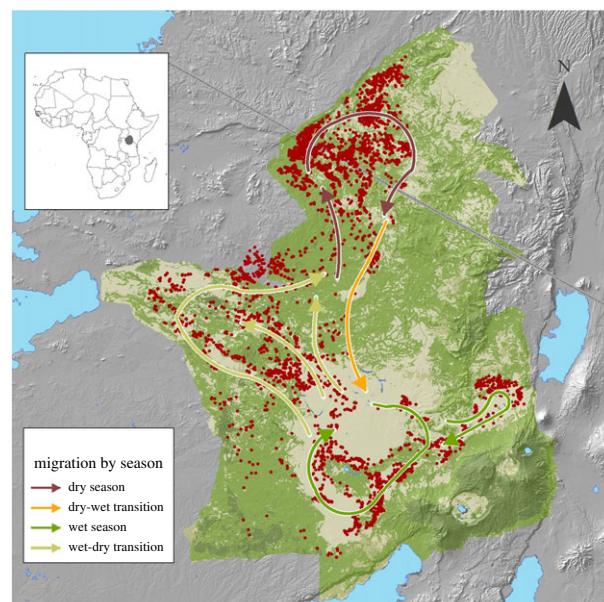 N
migration by season
dry season
dry–wet transition
wet season
wet–dry transition